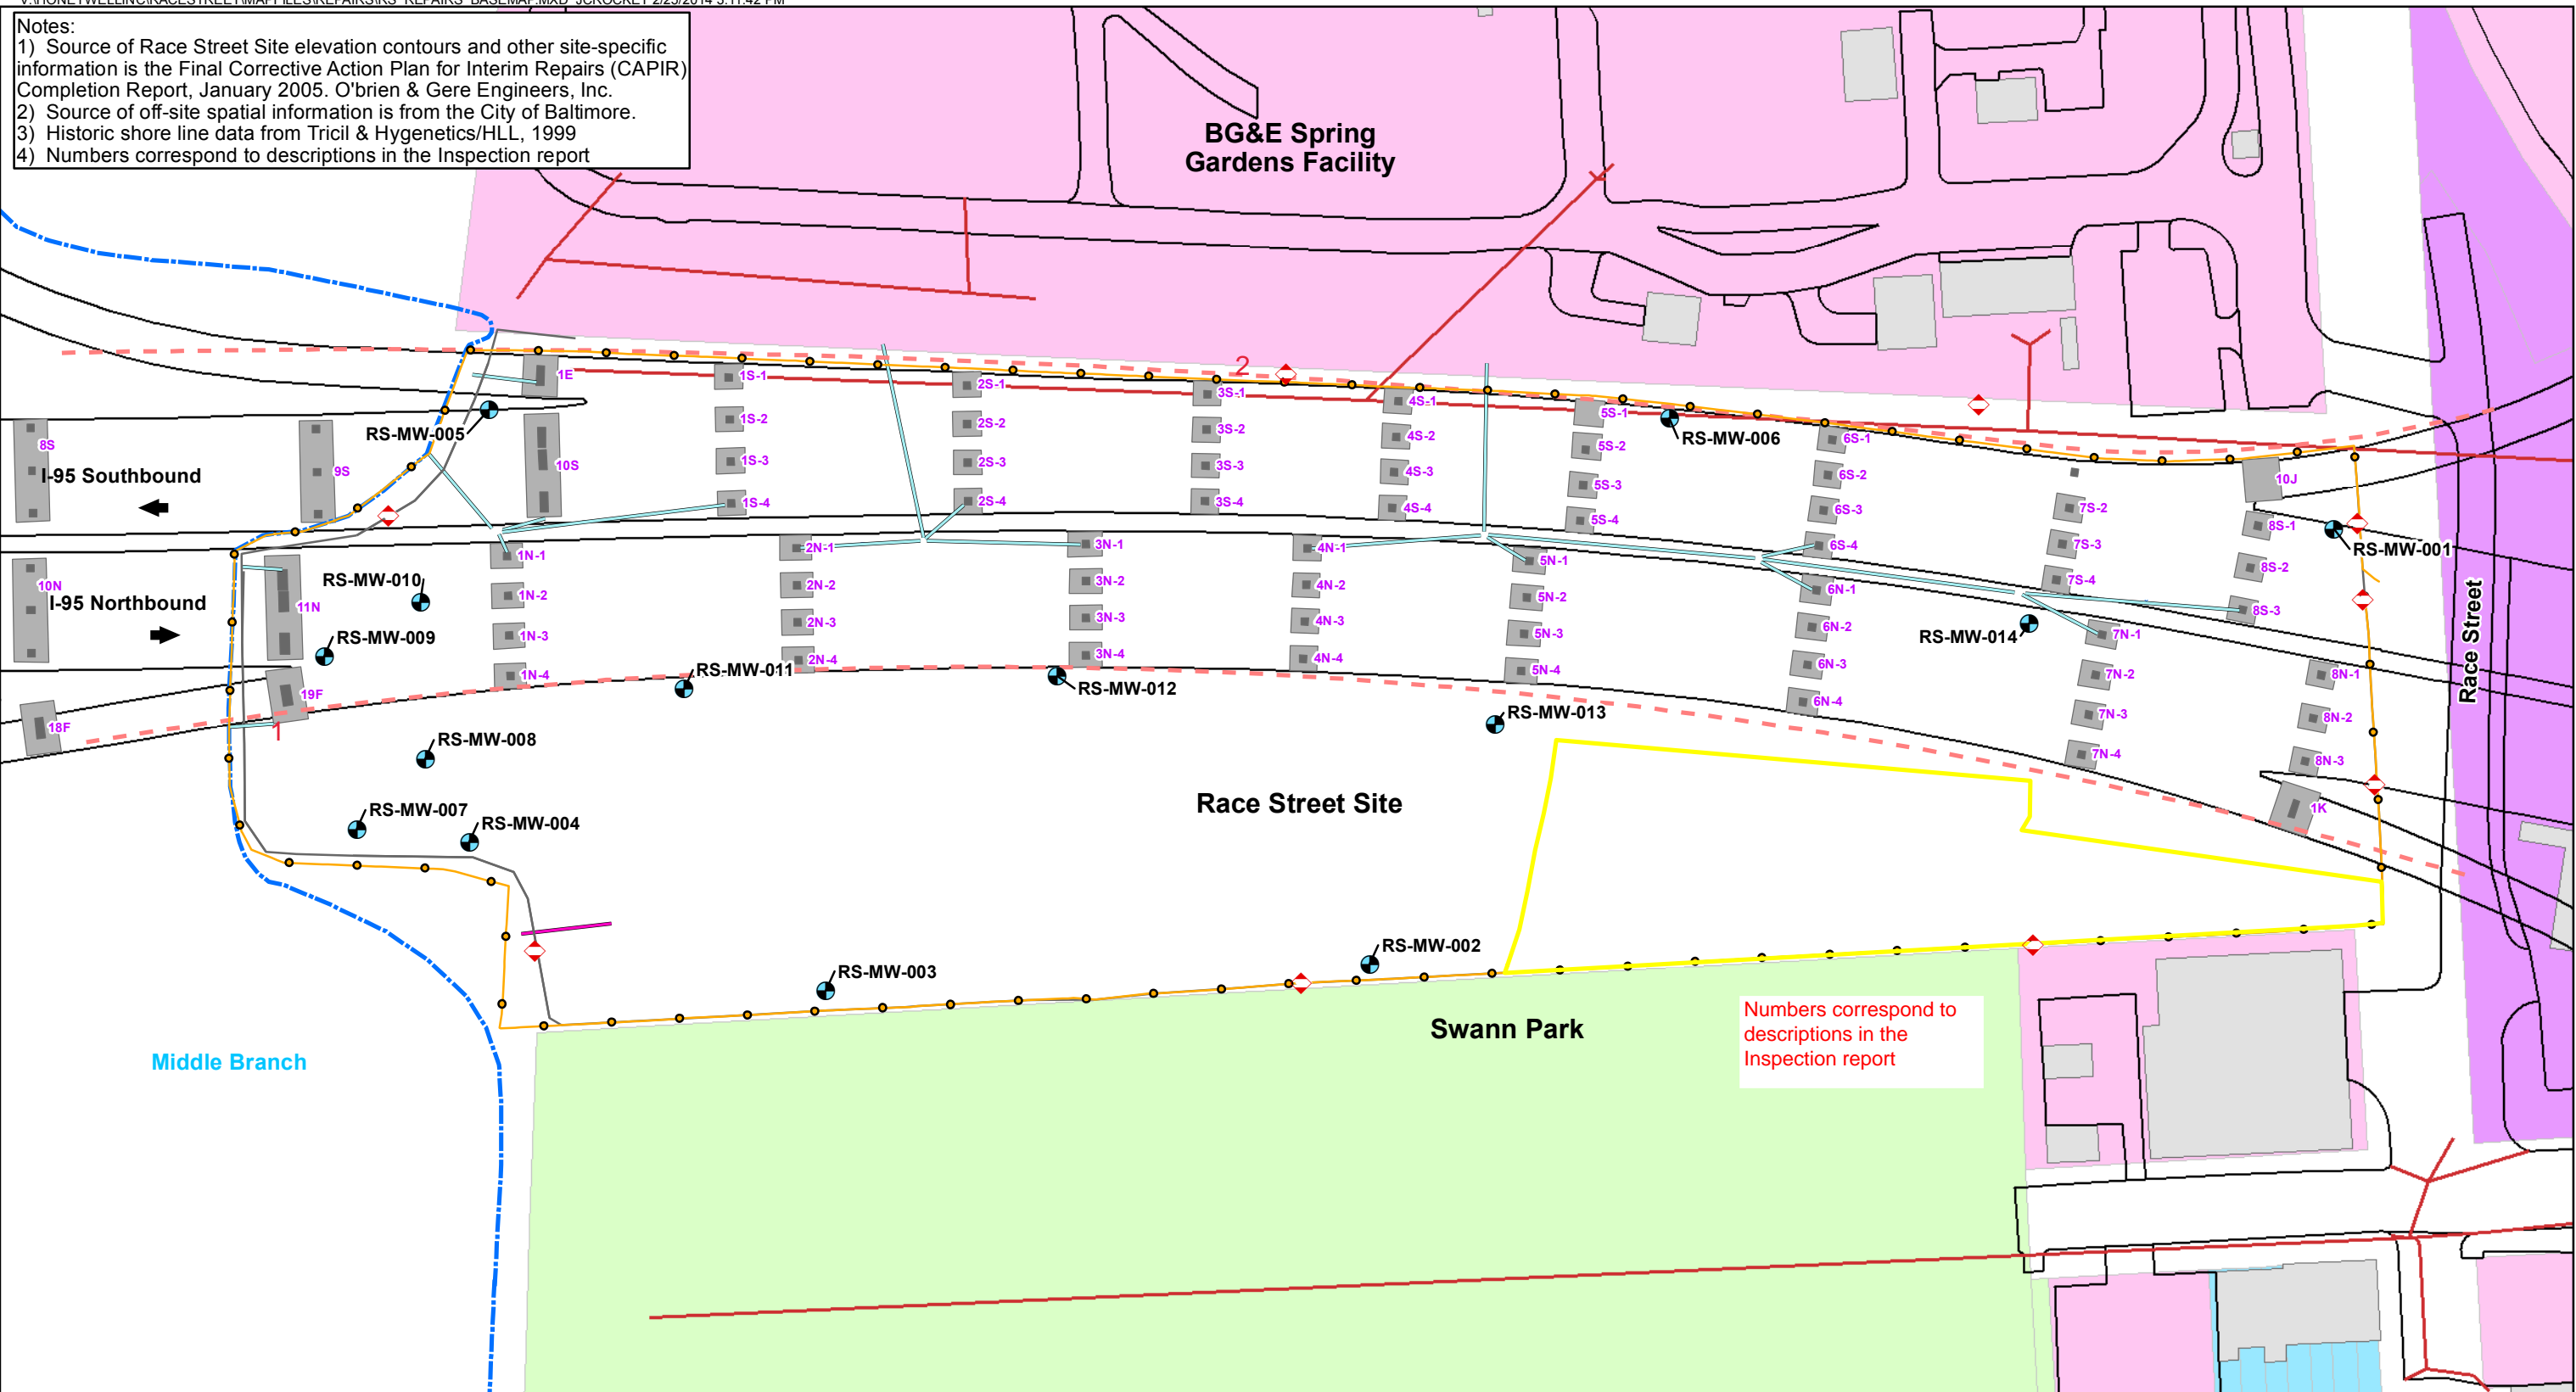 Notes:
1) Source of Race Street Site elevation contours and other site-specific
information is the Final Corrective Action Plan for Interim Repairs (CAPIR)
Completion Report, January 2005. O'brien & Gere Engineers, Inc.
2) Source of off-site spatial information is from the City of Baltimore.
3) Historic shore line data from Tricil & Hygenetics/HLL, 1999
4) Numbers correspond to descriptions in the Inspection report
BG&E Spring
Gardens Facility
2
1E
1S-1
2S-1
3S-1
4S-1
5S-1
6S-1
RS-MW-005
RS-MW-006
1S-2
2S-2
3S-2
4S-2
5S-2
6S-2
8S
9S
10S
1S-3
2S-3
3S-3
4S-3
5S-3
6S-3
10J
I-95 Southbound
1S-4
2S-4
3S-4
4S-4
5S-4
6S-4
7S-2
7S-3
7S-4
8S-1
8S-2
8S-3
RS-MW-001
1N-1
2N-1
3N-1
4N-1
5N-1
6N-1
7N-1
RS-MW-010
10N
11N
I-95 Northbound
1N-2
2N-2
3N-2
4N-2
5N-2
6N-2
7N-2
8N-1
RS-MW-009
RS-MW-014
1N-3
2N-3
3N-3
4N-3
5N-3
6N-3
7N-3
8N-2
Race Street
1N-4
2N-4
3N-4
4N-4
5N-4
6N-4
7N-4
8N-3
RS-MW-011
RS-MW-012
RS-MW-013
18F
19F
1
1K
RS-MW-008
RS-MW-007
RS-MW-004
Race Street Site
RS-MW-003
RS-MW-002
Swann Park
Numbers correspond to
descriptions in the
Inspection report
Middle Branch